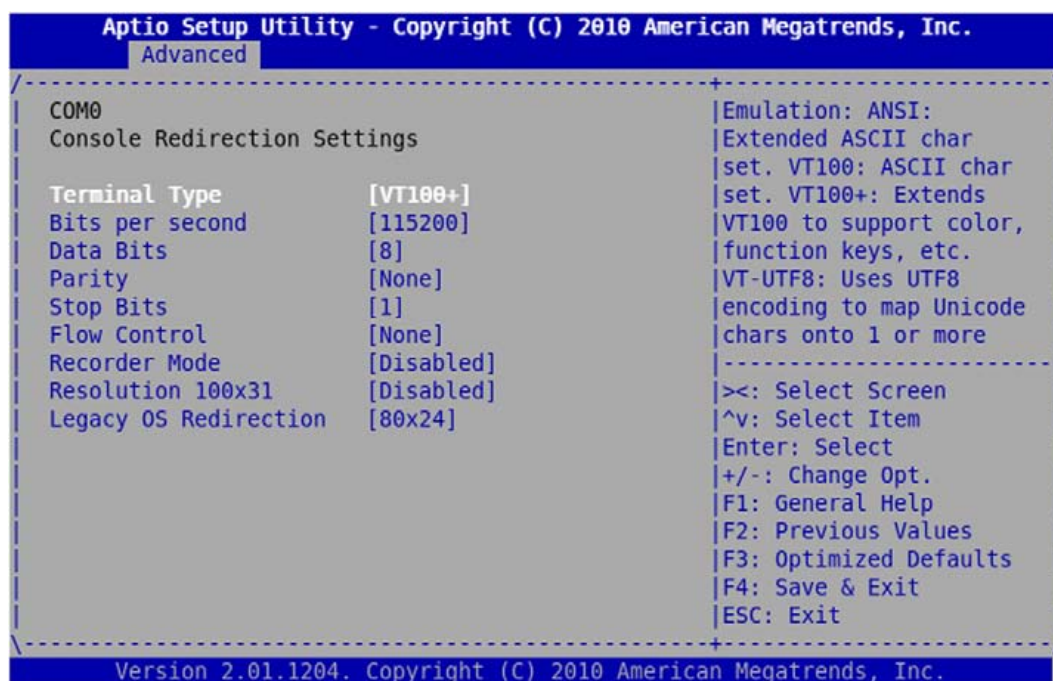 Aptio Setup Utility - Copyright (C) 2010 American Megatrends, Inc.
Advanced
COM0
Console Redirection Settings
Terminal Type [VT100+]
Bits per second [115200]
Data Bits [8]
Parity [None]
Stop Bits [1]
Flow Control [None]
Recorder Mode [Disabled]
Resolution 100x31 [Disabled]
Legacy OS Redirection [80x24]
Emulation: ANSI:
Extended ASCII char
set. VT100: ASCII char
set. VT100+: Extends
VT100 to support color,
function keys, etc.
VT-UTF8: Uses UTF8
encoding to map Unicode
chars onto 1 or more
><: Select Screen
^v: Select Item
Enter: Select
+/-: Change Opt.
F1: General Help
F2: Previous Values
F3: Optimized Defaults
F4: Save & Exit
ESC: Exit
Version 2.01.1204. Copyright (C) 2010 American Megatrends, Inc.